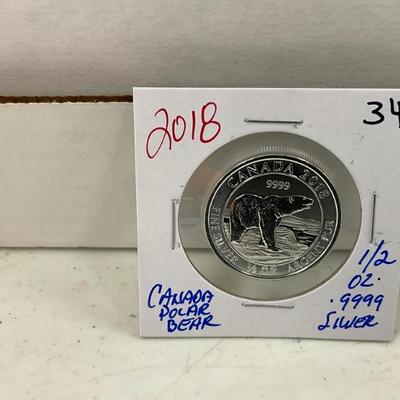 2018
34
CANADA 2018
9999
FINE SILVER 1/2 OZ ARGENT PUR
CANADA
POLAR
BEAR
1/2
OZ.
.9999
SILVER